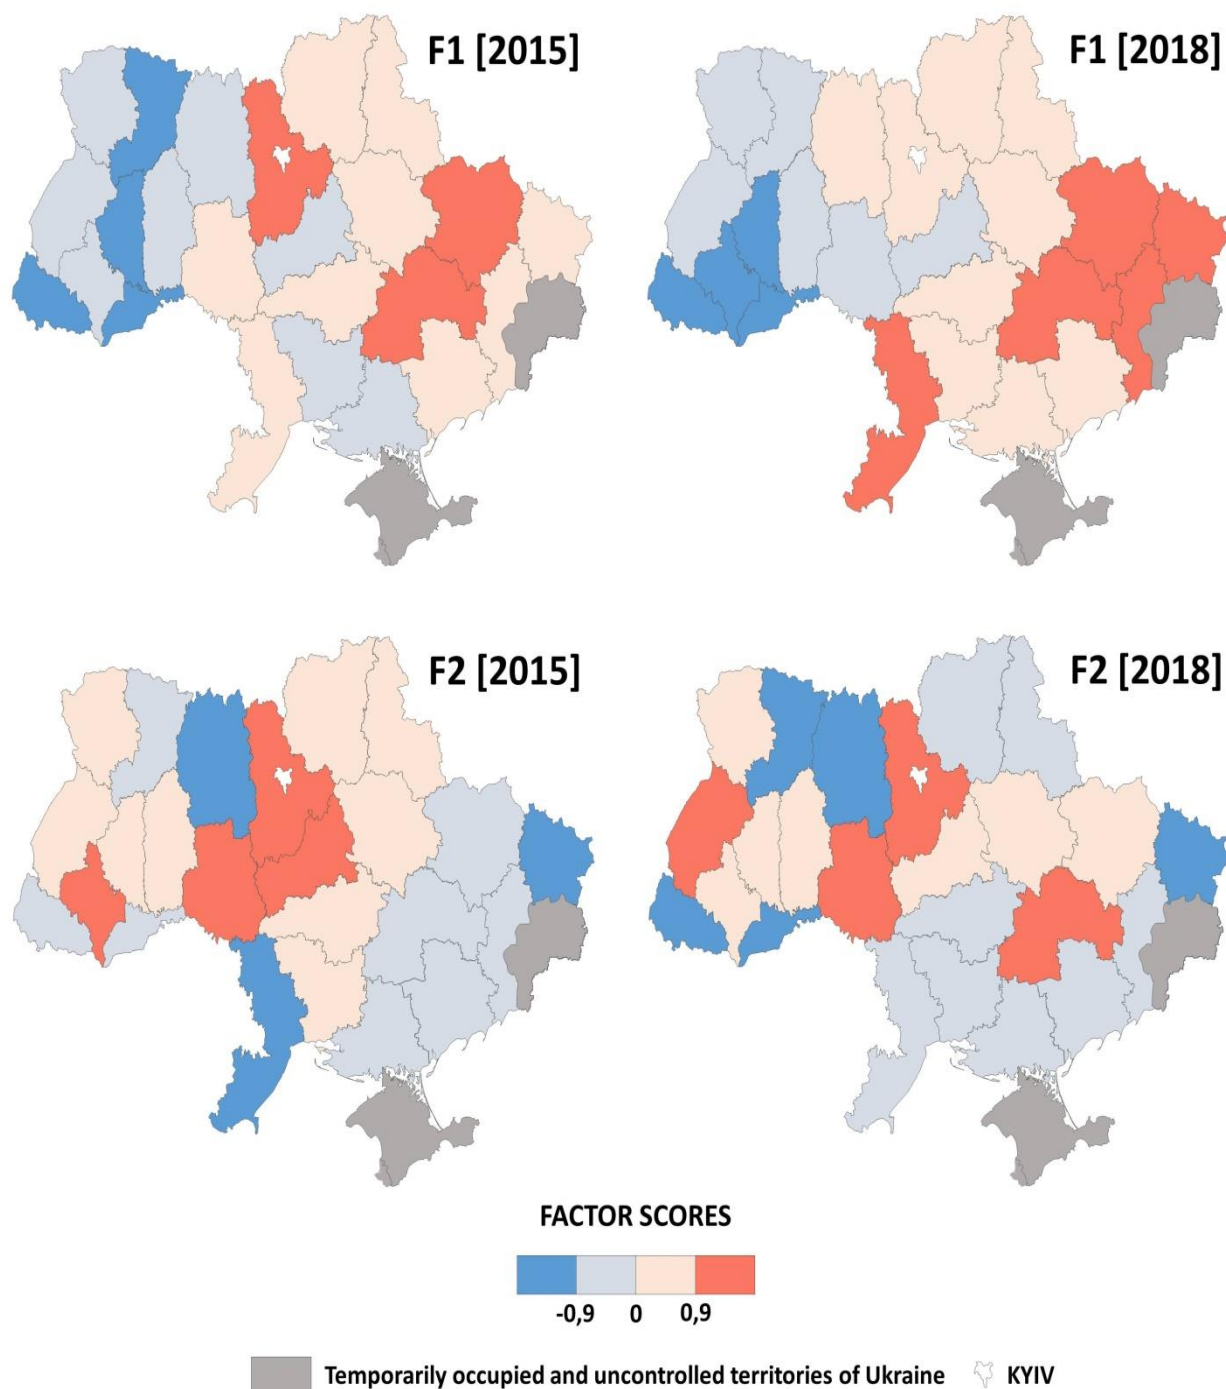 F1 [2015]
F1 [2018]
F2 [2015]
F2 [2018]
FACTOR SCORES
-0,9 0 0,9
Temporarily occupied and uncontrolled territories of Ukraine KYIV